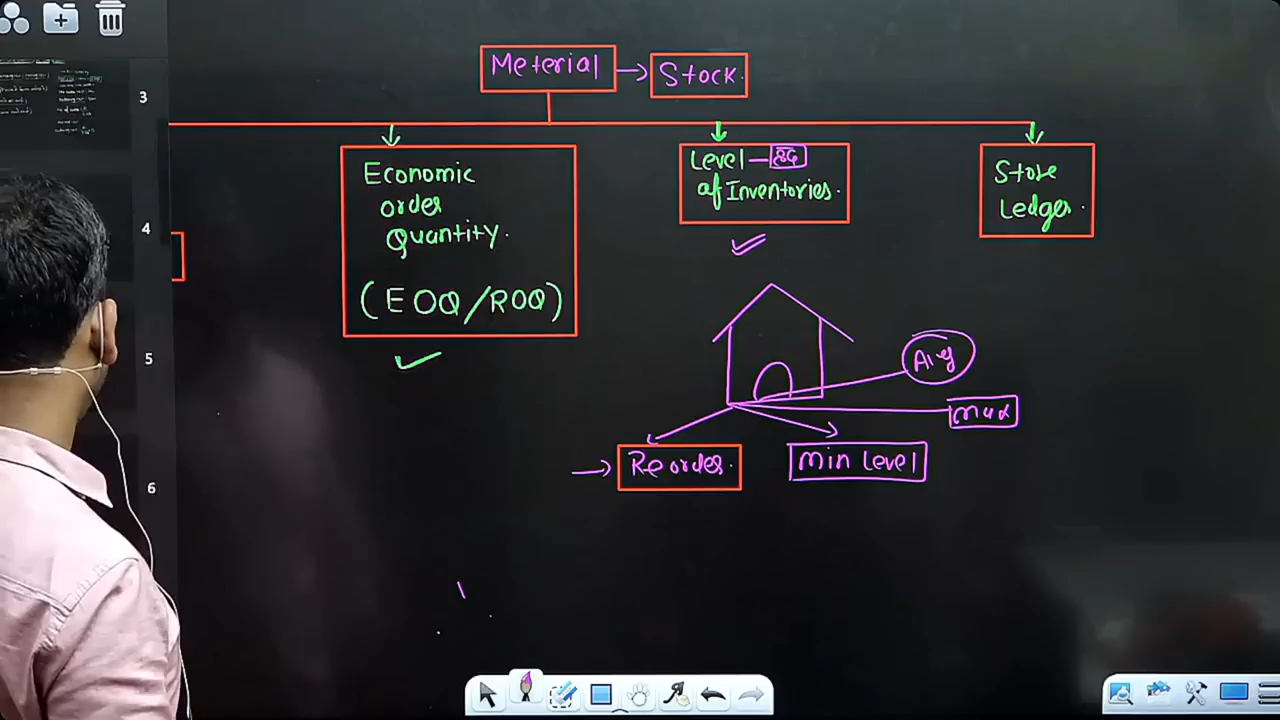 Meterial
Stock.
Economic
order
Quantity.
(EOQ/ROQ)
Level
of Inventories.
Store
Ledger.
Avg
Max
Reorder.
Min Level
3
4
5
6